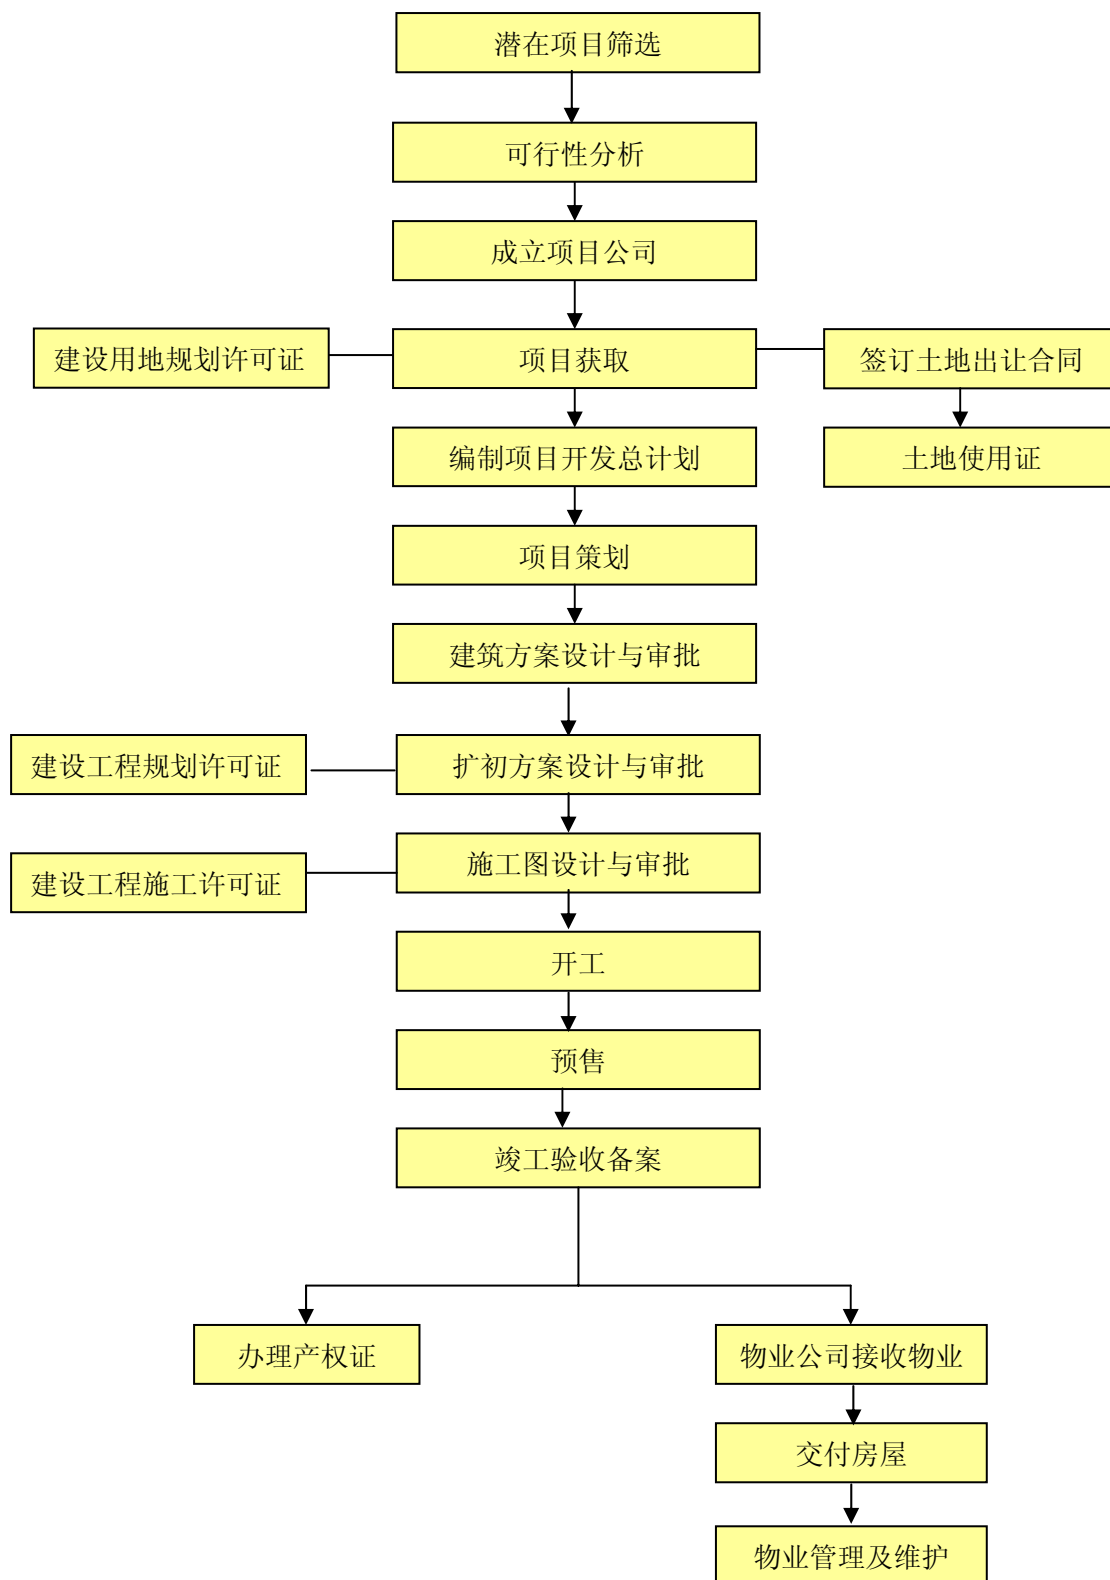 潜在项目筛选
可行性分析
成立项目公司
建设用地规划许可证
项目获取
签订土地出让合同
编制项目开发总计划
土地使用证
项目策划
建筑方案设计与审批
建设工程规划许可证
扩初方案设计与审批
施工图设计与审批
建设工程施工许可证
开工
预售
竣工验收备案
办理产权证
物业公司接收物业
交付房屋
物业管理及维护